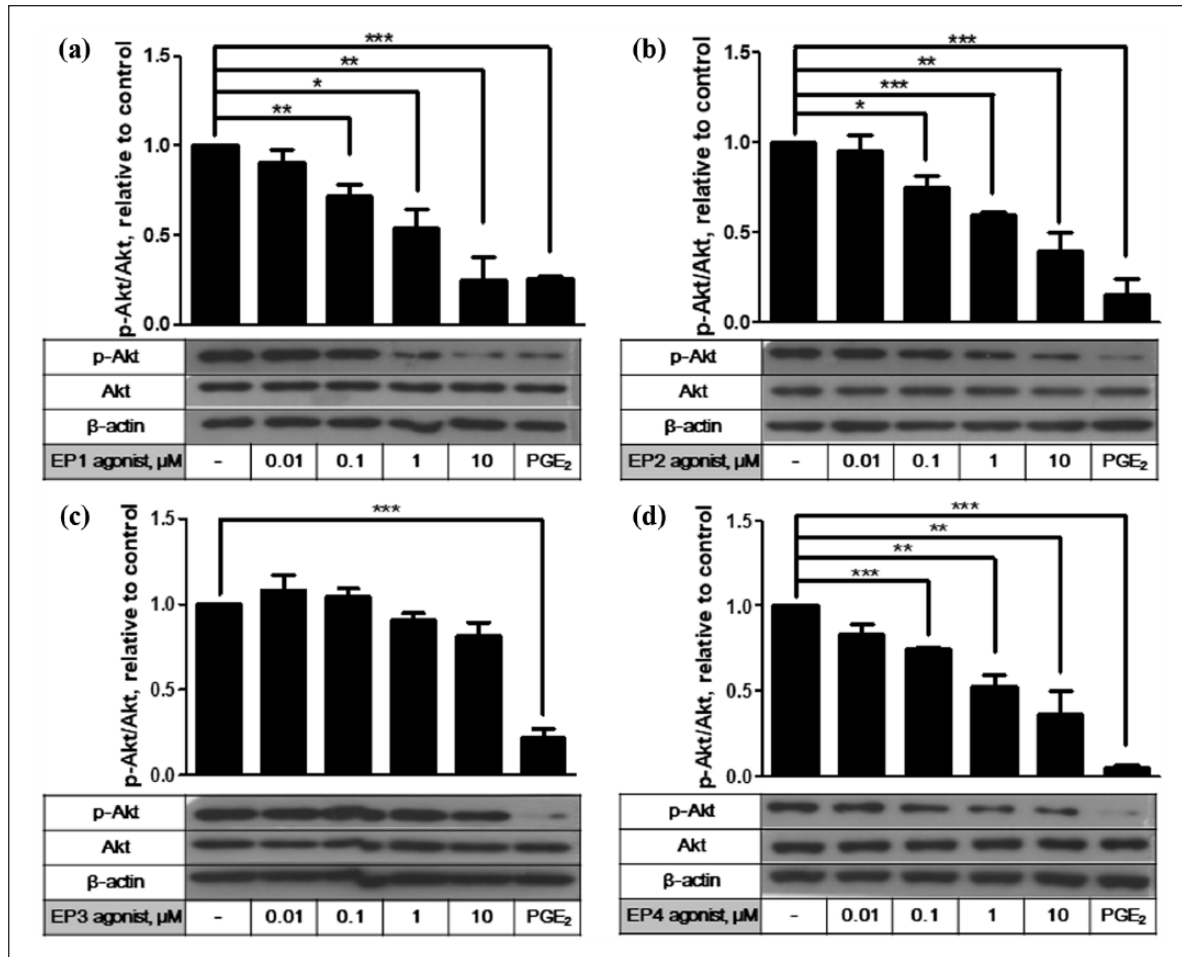 (a)
p-Akt/Akt, relative to control
1.5
1.0
0.5
0.0
***
**
*
**
p-Akt
Akt
β-actin
EP1 agonist, μM - 0.01 0.1 1 10 PGE₂
(b)
p-Akt/Akt, relative to control
1.5
1.0
0.5
0.0
***
**
***
*
p-Akt
Akt
β-actin
EP2 agonist, μM - 0.01 0.1 1 10 PGE₂
(c)
p-Akt/Akt, relative to control
1.5
1.0
0.5
0.0
***
p-Akt
Akt
β-actin
EP3 agonist, μM - 0.01 0.1 1 10 PGE₂
(d)
p-Akt/Akt, relative to control
1.5
1.0
0.5
0.0
***
**
**
***
p-Akt
Akt
β-actin
EP4 agonist, μM - 0.01 0.1 1 10 PGE₂